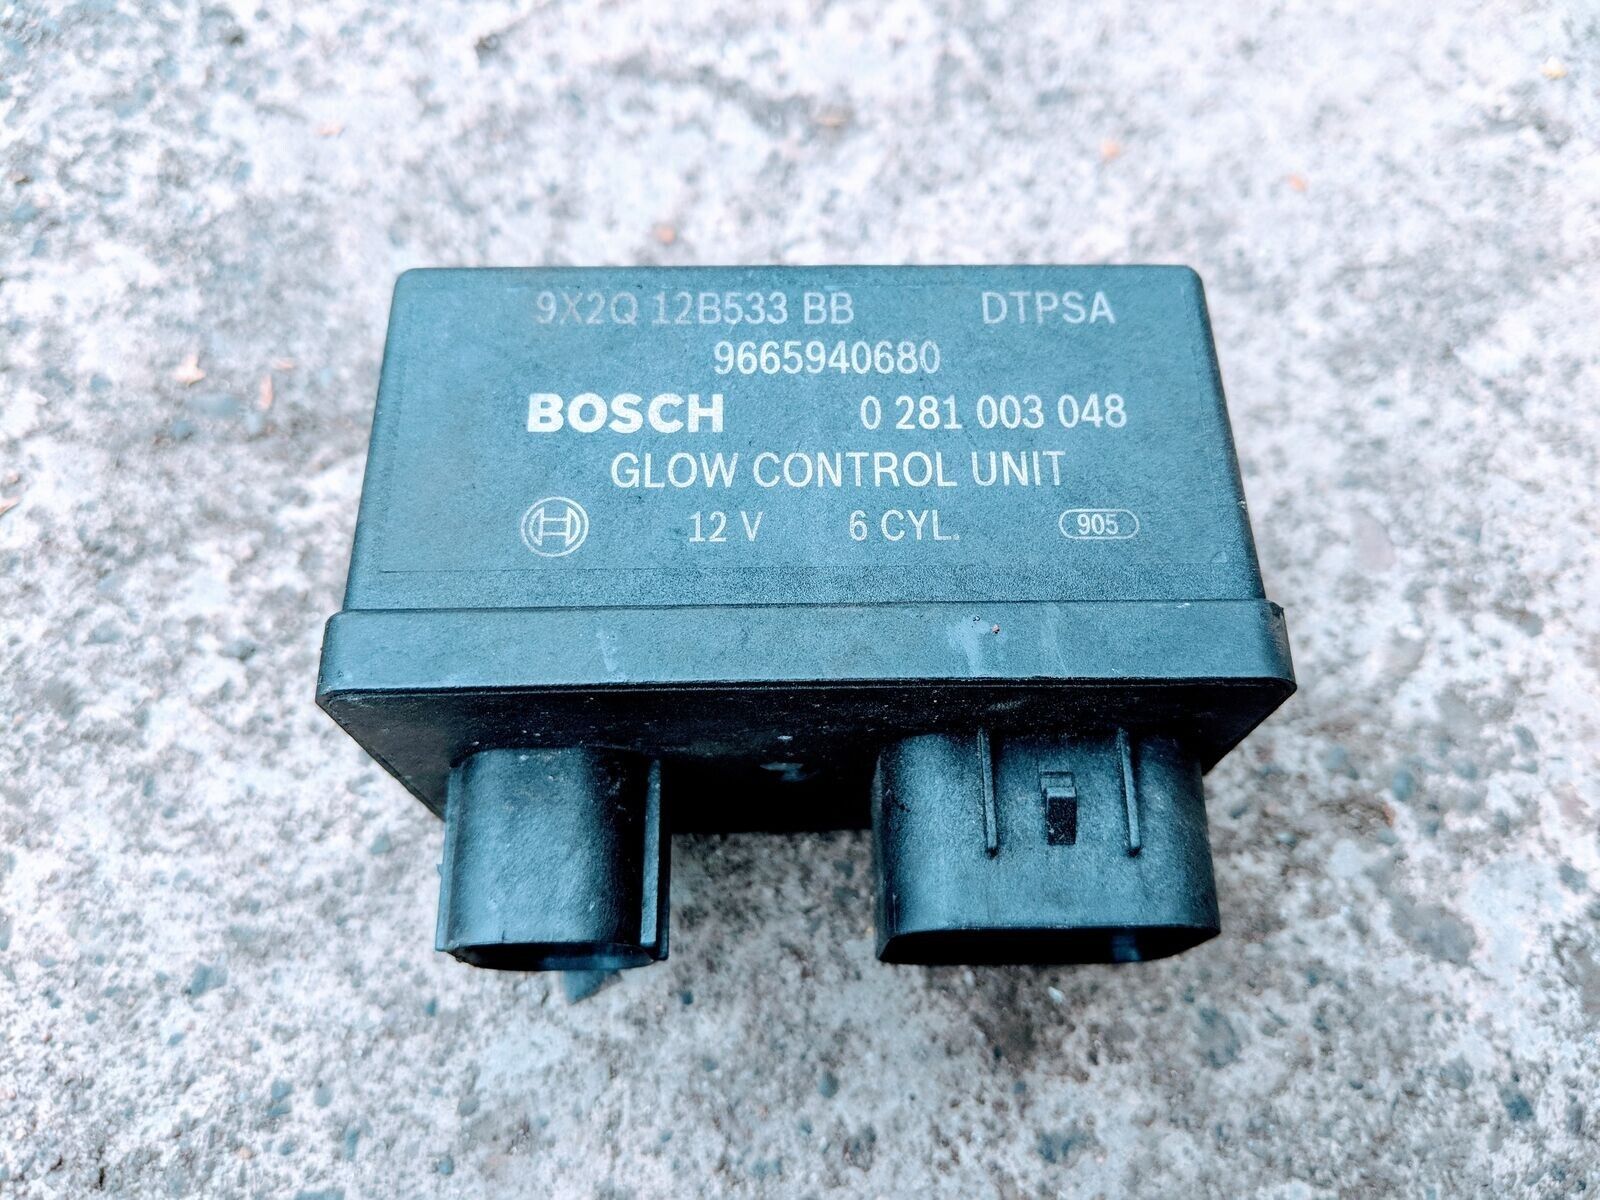 9X2Q 12B533 BB DTPSA
9665940680
BOSCH 0 281 003 048
GLOW CONTROL UNIT
12 V 6 CYL. 905